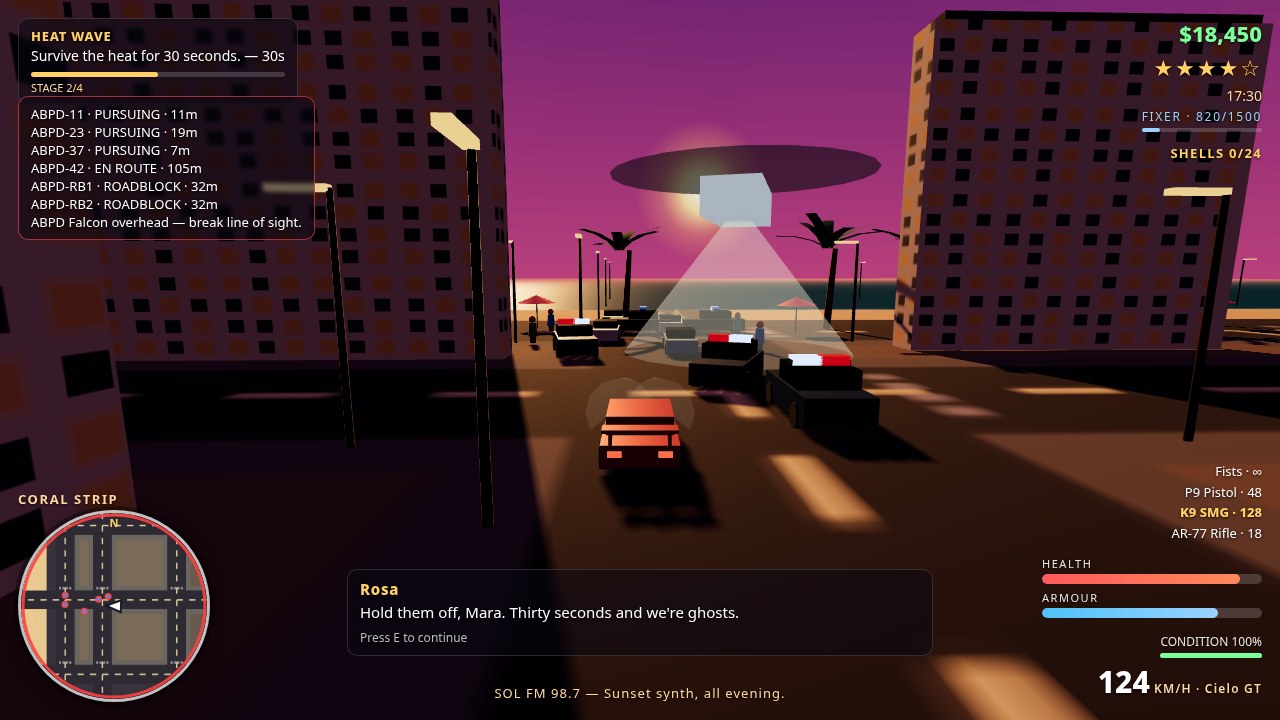 HEAT WAVE
Survive the heat for 30 seconds. — 30s
STAGE 2/4
ABPD-11 · PURSUING · 11m
ABPD-23 · PURSUING · 19m
ABPD-37 · PURSUING · 7m
ABPD-42 · EN ROUTE · 105m
ABPD-RB1 · ROADBLOCK · 32m
ABPD-RB2 · ROADBLOCK · 32m
ABPD Falcon overhead — break line of sight.
$18,450
★★★★☆
17:30
FIXER · 820/1500
SHELLS 0/24
CORAL STRIP
N
Rosa
Hold them off, Mara. Thirty seconds and we're ghosts.
Press E to continue
SOL FM 98.7 — Sunset synth, all evening.
Fists · ∞
P9 Pistol · 48
K9 SMG · 128
AR-77 Rifle · 18
HEALTH
ARMOUR
CONDITION 100%
124 KM/H · Cielo GT